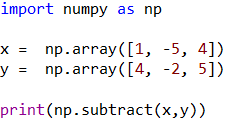 import numpy as np
x =  np.array([1, -5, 4])
y =  np.array([4, -2, 5])
print(np.subtract(x,y))